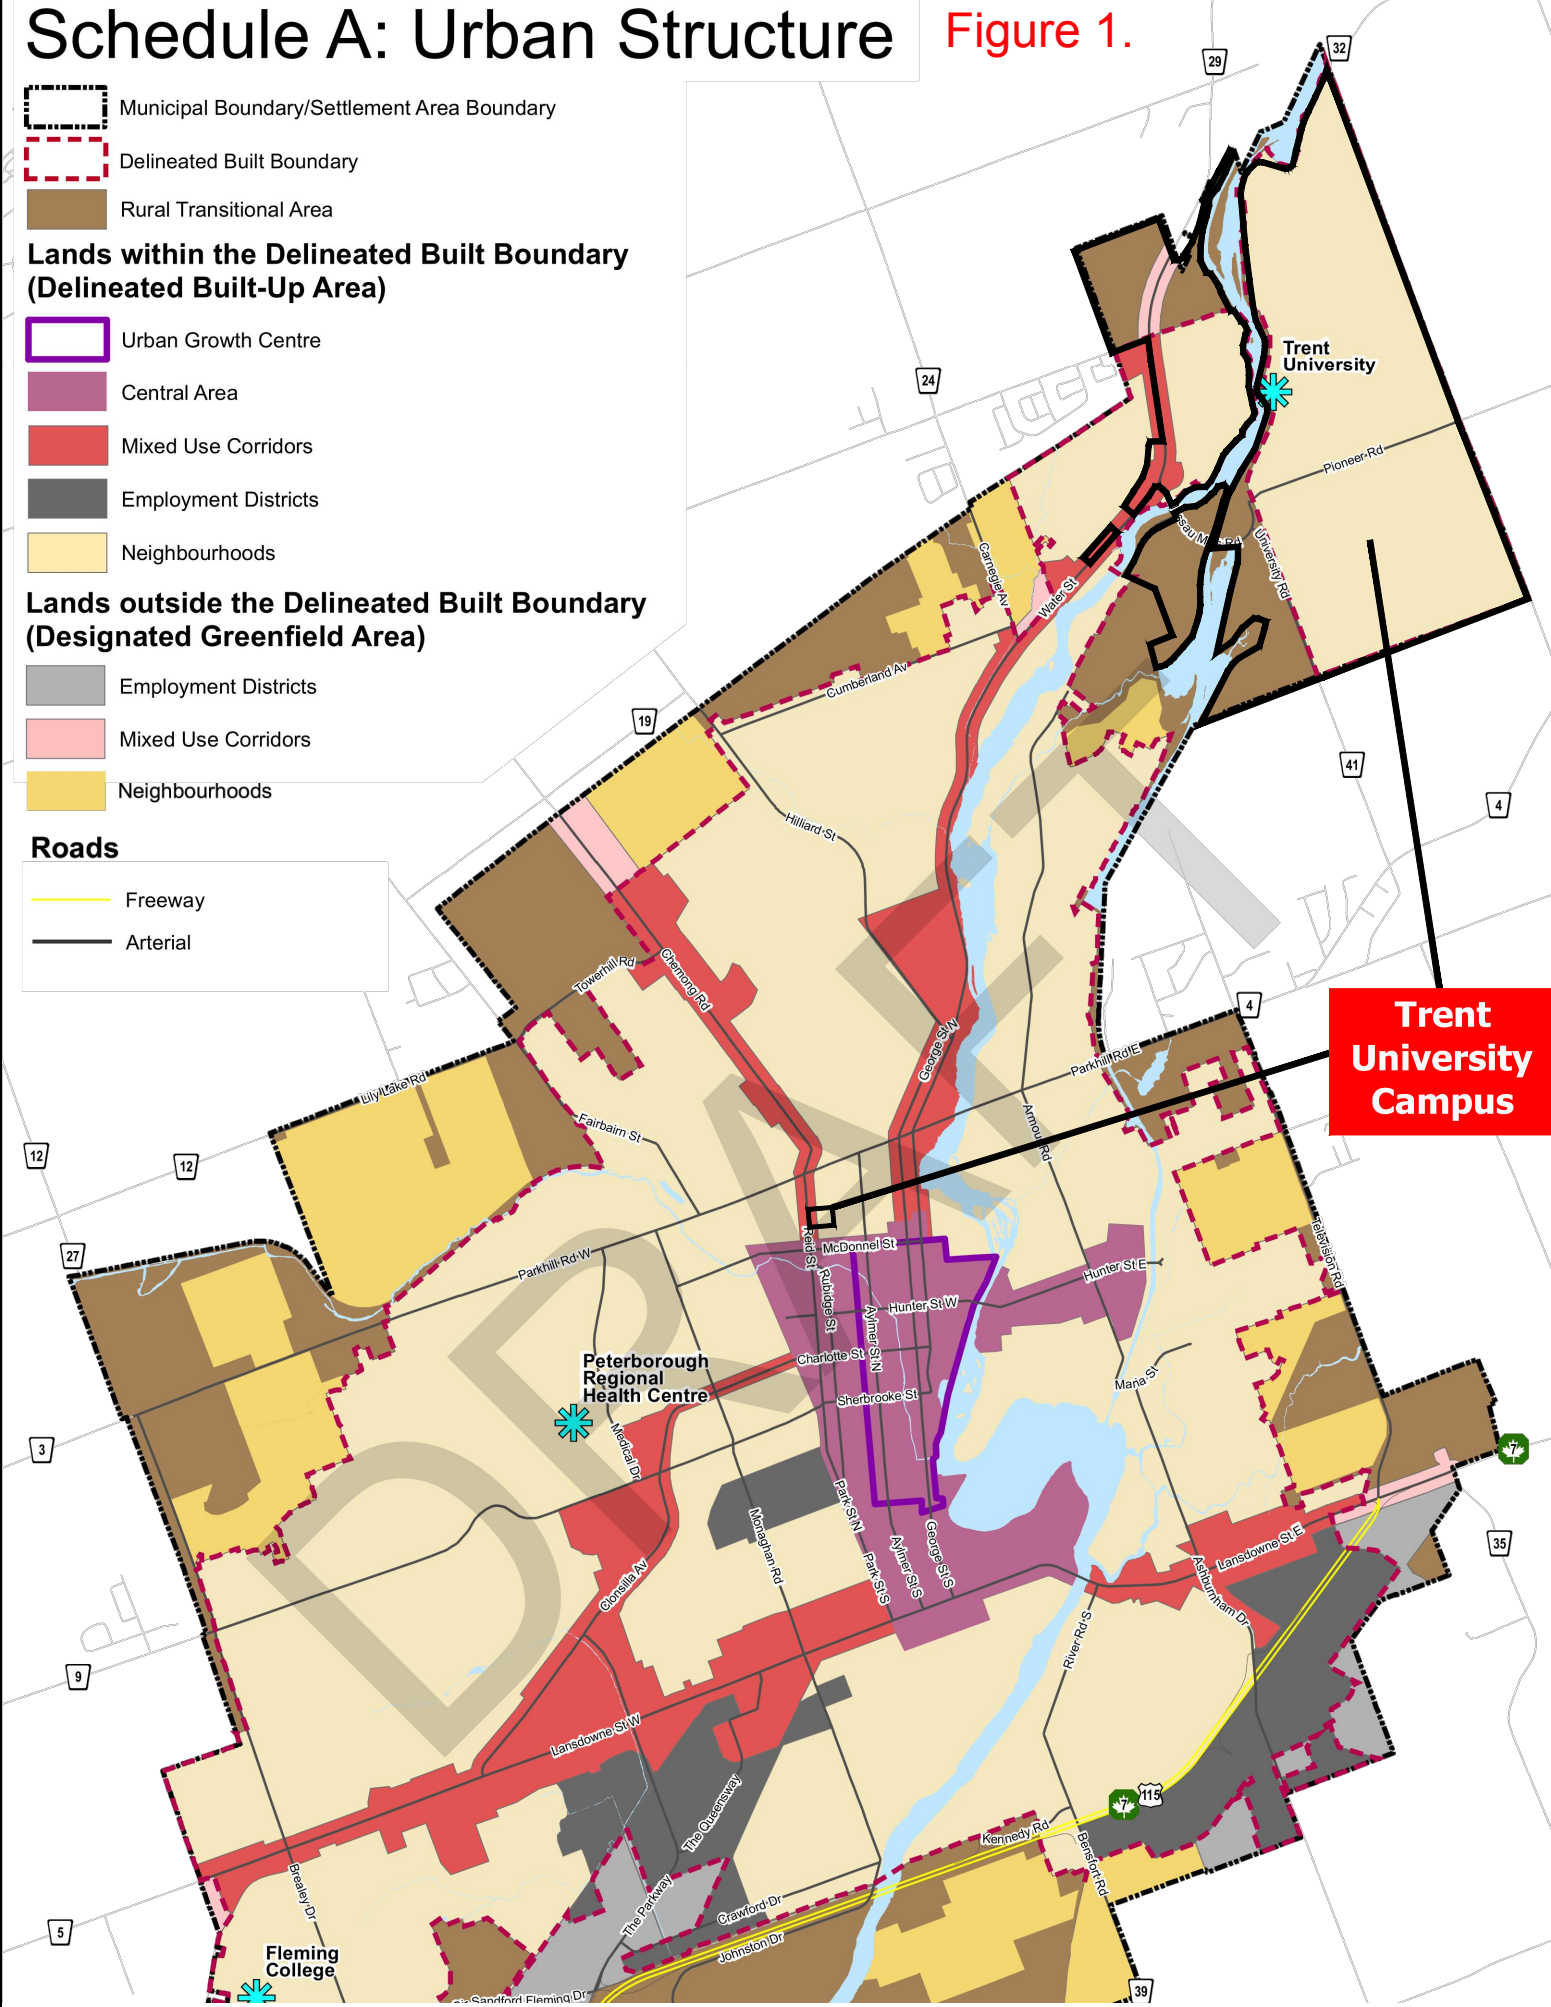 Schedule A: Urban Structure
Figure 1.
Municipal Boundary/Settlement Area Boundary
Delineated Built Boundary
Rural Transitional Area
Lands within the Delineated Built Boundary
(Delineated Built-Up Area)
Urban Growth Centre
Central Area
Mixed Use Corridors
Employment Districts
Neighbourhoods
Lands outside the Delineated Built Boundary
(Designated Greenfield Area)
Employment Districts
Mixed Use Corridors
Neighbourhoods
Roads
Freeway
Arterial
29
32
24
Trent
University
Pioneer Rd
University Rd
Carnegie Av
Water St
Cumberland Av
19
41
4
Hilliard St
Chemong Rd
Towerhill Rd
George St N
4
Parkhill Rd E
Trent
University
Campus
Lily Lake Rd
Fairbairn St
Armour Rd
12
12
27
Parkhill Rd W
Reid St
McDonnel St
Rubidge St
Hunter St W
Hunter St E
Television Rd
Aylmer St N
Charlotte St
Sherbrooke St
Maria St
Peterborough
Regional
Health Centre
Medical Dr
3
7
Park St N
Monaghan Rd
Park St S
Aylmer St S
George St S
Lansdowne St E
Ashburnham Dr
35
Clonsilla Av
River Rd S
9
Lansdowne St W
The Queensway
7
115
Kennedy Rd
Bensfort Rd
Brealey Dr
The Parkway
Crawford Dr
Johnston Dr
5
Fleming
College
Sandford Fleming Dr
39
DRAFT